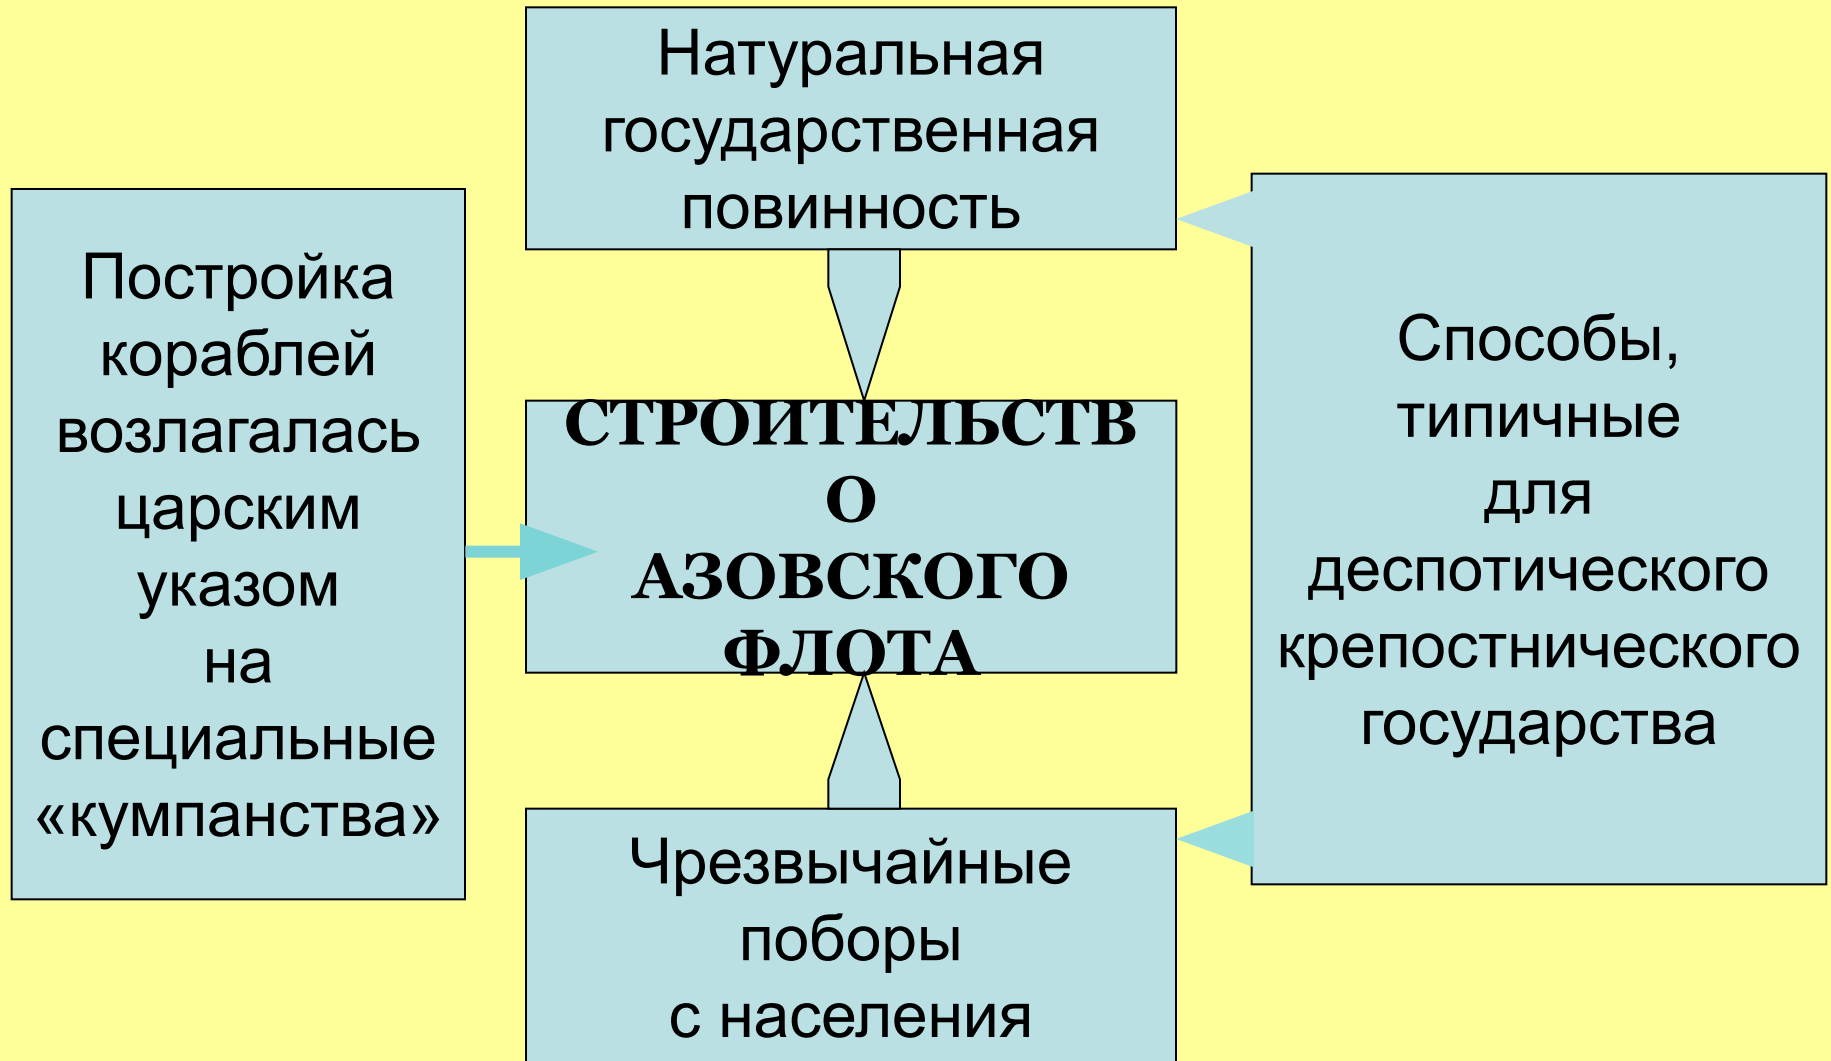 Натуральная
государственная
повинность
Постройка
кораблей
возлагалась
царским
указом
на
специальные
«кумпанства»
СТРОИТЕЛЬСТВ
О
АЗОВСКОГО
ФЛОТА
Способы,
типичные
для
деспотического
крепостнического
государства
Чрезвычайные
поборы
с населения